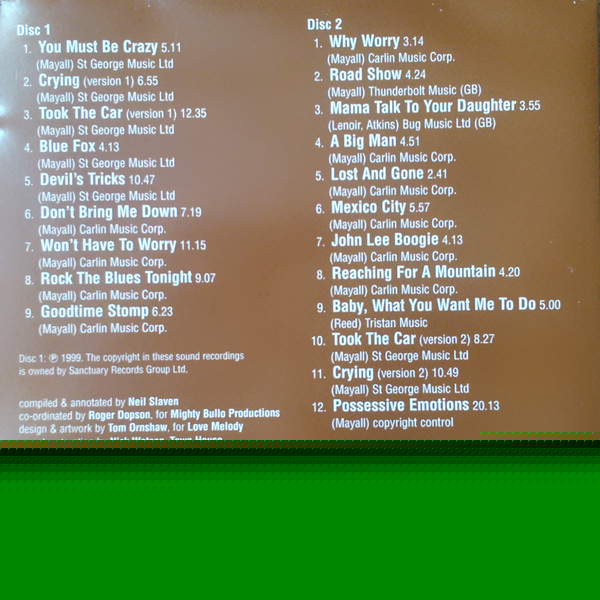 Disc 1
1. You Must Be Crazy 5.11
(Mayall) St George Music Ltd
2. Crying (version 1) 6.55
(Mayall) St George Music Ltd
3. Took The Car (version 1) 12.35
(Mayall) St George Music Ltd
4. Blue Fox 4.13
(Mayall) St George Music Ltd
5. Devil's Tricks 10.47
(Mayall) St George Music Ltd
6. Don't Bring Me Down 7.19
(Mayall) Carlin Music Corp.
7. Won't Have To Worry 11.15
(Mayall) Carlin Music Corp.
8. Rock The Blues Tonight 9.07
(Mayall) Carlin Music Corp.
9. Goodtime Stomp 6.23
(Mayall) Carlin Music Corp.
Disc 1: ℗ 1999. The copyright in these sound recordings
is owned by Sanctuary Records Group Ltd.
compiled & annotated by Neil Slaven
co-ordinated by Roger Dopson, for Mighty Bullo Productions
design & artwork by Tom Ornshaw, for Love Melody
Disc 2
1. Why Worry 3.14
(Mayall) Carlin Music Corp.
2. Road Show 4.24
(Mayall) Thunderbolt Music (GB)
3. Mama Talk To Your Daughter 3.55
(Lenoir, Atkins) Bug Music Ltd (GB)
4. A Big Man 4.51
(Mayall) Carlin Music Corp.
5. Lost And Gone 2.41
(Mayall) Carlin Music Corp.
6. Mexico City 5.57
(Mayall) Carlin Music Corp.
7. John Lee Boogie 4.13
(Mayall) Carlin Music Corp.
8. Reaching For A Mountain 4.20
(Mayall) Carlin Music Corp.
9. Baby, What You Want Me To Do 5.00
(Reed) Tristan Music
10. Took The Car (version 2) 8.27
(Mayall) St George Music Ltd
11. Crying (version 2) 10.49
(Mayall) St George Music Ltd
12. Possessive Emotions 20.13
(Mayall) copyright control